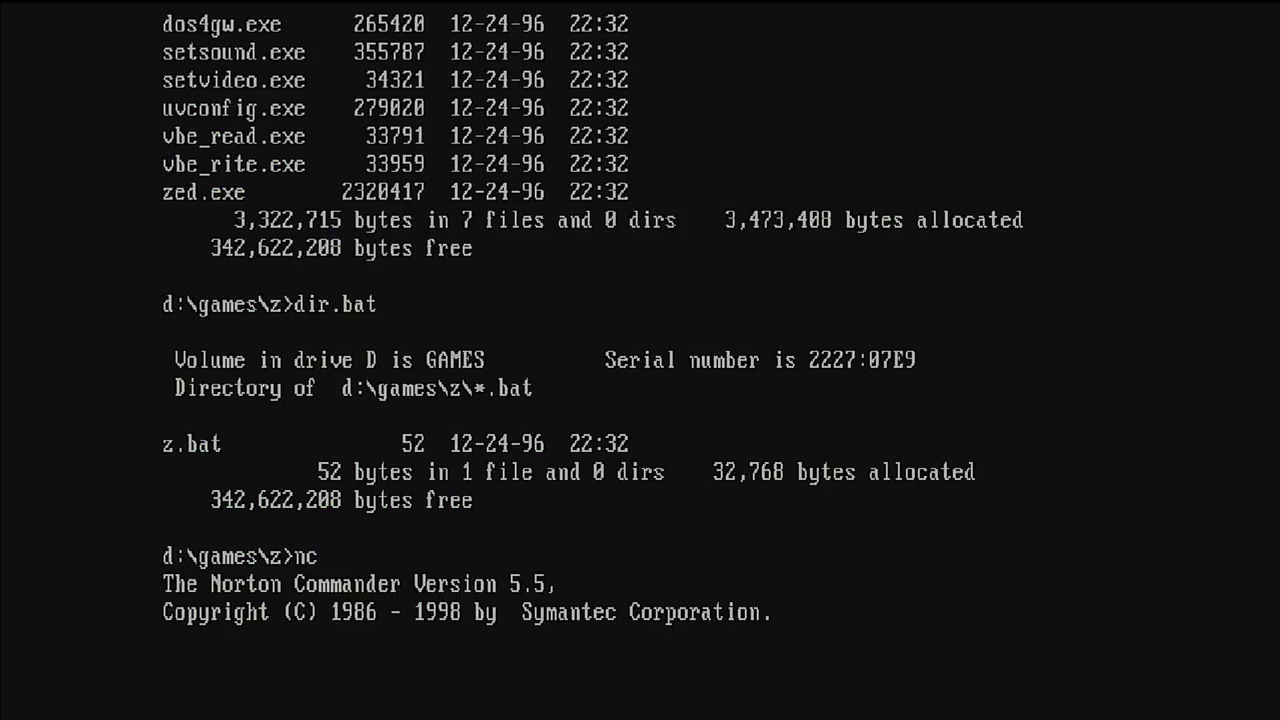 dos4gw.exe 265420 12-24-96 22:32
setsound.exe 355787 12-24-96 22:32
setvideo.exe 34321 12-24-96 22:32
uvconfig.exe 279020 12-24-96 22:32
vbe_read.exe 33791 12-24-96 22:32
vbe_rite.exe 33959 12-24-96 22:32
zed.exe 2320417 12-24-96 22:32
3,322,715 bytes in 7 files and 0 dirs 3,473,408 bytes allocated
342,622,208 bytes free
d:\games\z>dir.bat
Volume in drive D is GAMES Serial number is 2227:07E9
Directory of d:\games\z\*.bat
z.bat 52 12-24-96 22:32
52 bytes in 1 file and 0 dirs 32,768 bytes allocated
342,622,208 bytes free
d:\games\z>nc
The Norton Commander Version 5.5,
Copyright (C) 1986 - 1998 by Symantec Corporation.